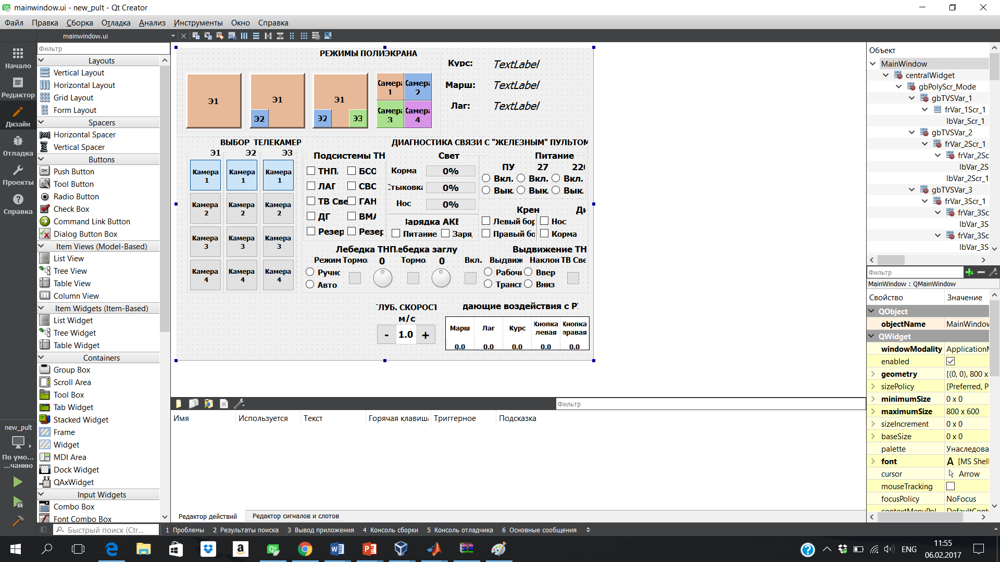 mainwindow.ui - new_pult - Qt Creator
Файл Правка Сборка Отладка Анализ Инструменты Окно Справка
mainwindow.ui
Начало
Редактор
Дизайн
Отладка
Проекты
Справка
new_pult
По умо...
...чанию
Фильтр
Layouts
Vertical Layout
Horizontal Layout
Grid Layout
Form Layout
Spacers
Horizontal Spacer
Vertical Spacer
Buttons
Push Button
Tool Button
Radio Button
Check Box
Command Link Button
Dialog Button Box
Item Views (Model-Based)
List View
Tree View
Table View
Column View
Item Widgets (Item-Based)
List Widget
Tree Widget
Table Widget
Containers
Group Box
Scroll Area
Tool Box
Tab Widget
Stacked Widget
Frame
Widget
MDI Area
Dock Widget
QAxWidget
Input Widgets
Combo Box
Font Combo Box
РЕЖИМЫ ПОЛИЭКРАНА
Э1
Э1
Э2
Э1
Э2 Э3
Камера 1
Камера 2
Камера 3
Камера 4
Курс: TextLabel
Марш: TextLabel
Лаг: TextLabel
ВЫБОР ТЕЛЕКАМЕР
Э1 Э2 Э3
Камера 1 Камера 1 Камера 1
Камера 2 Камера 2 Камера 2
Камера 3 Камера 3 Камера 3
Камера 4 Камера 4 Камера 4
ДИАГНОСТИКА СВЯЗИ С "ЖЕЛЕЗНЫМ" ПУЛЬТОМ
Подсистемы ТН
ТНПА БСО
ЛАГ СВС
ТВ Све ГАН
ДГ ВМА
Резер Резер
Свет
Корма 0%
Стыковка 0%
Нос 0%
Зарядка АКБ
Питание Заря
Питание
ПУ 27 220
Вкл. Вкл. Вкл.
Вык. Вык. Вык.
Крен Ди
Левый бор Нос
Правый бо Корма
Лебедка ТНПА
Режим Тормо. 0
Ручно
Авто
ебедка заглу
Тормо. 0 Вкл.
Выдвижение ТН
Выдвиж Наклон ТВ Све
Рабочи Ввер
Трансп Вниз
ЛУБ. СКОРОСТ
м/с
- 1.0 +
дающие воздействия с РУ
Марш Лаг Курс Кнопка левая Кнопка правая
0.0 0.0 0.0 0.0 0.0
Фильтр
Имя Используется Текст Горячая клавиша Триггерное Подсказка
Редактор действий Редактор сигналов и слотов
Объект
MainWindow
centralWidget
gbPolyScr_Mode
gbTVSVar_1
frVar_1Scr_1
lbVar_Scr_1
gbTVSVar_2
frVar_2Scr_1
frVar_2Sc
lbVar_2S
lbVar_2Scr_1
gbTVSVar_3
frVar_3Scr_1
frVar_3Sc
lbVar_3S
frVar_3Sc
lbVar_3S
Фильтр
MainWindow : QMainWindow
Свойство Значение
QObject
objectName MainWindow
QWidget
windowModality ApplicationM
enabled
geometry [(0, 0), 800 x
sizePolicy [Preferred, P
minimumSize 0 x 0
maximumSize 800 x 600
sizeIncrement 0 x 0
baseSize 0 x 0
palette Унаследова
font A [MS Shell
cursor Arrow
mouseTracking
focusPolicy NoFocus
contextMenuPol DefaultCont
Быстрый поиск (Ctr... 1 Проблемы 2 Результаты поиска 3 Вывод приложения 4 Консоль сборки 5 Консоль отладчика 6 Основные сообщения
ENG
11:55
06.02.2017